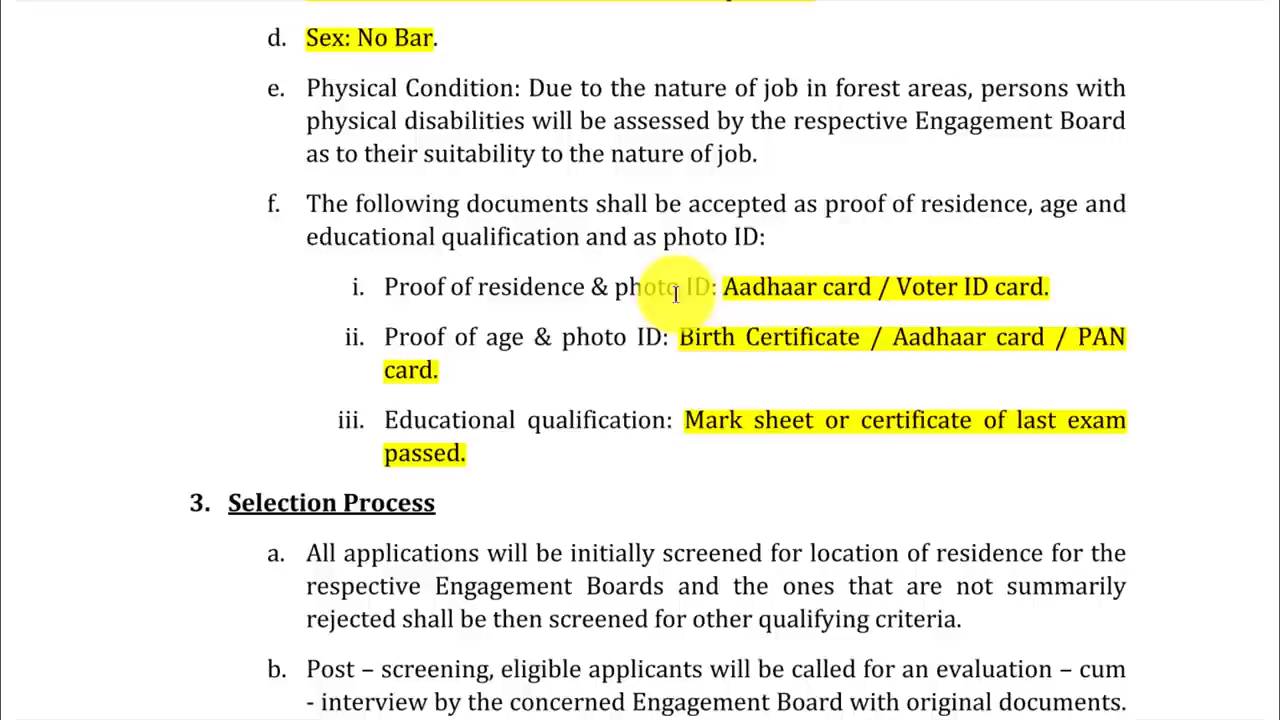 d. Sex: No Bar.
e. Physical Condition: Due to the nature of job in forest areas, persons with
physical disabilities will be assessed by the respective Engagement Board
as to their suitability to the nature of job.
f. The following documents shall be accepted as proof of residence, age and
educational qualification and as photo ID:
i. Proof of residence & photo ID: Aadhaar card / Voter ID card.
ii. Proof of age & photo ID: Birth Certificate / Aadhaar card / PAN
card.
iii. Educational qualification: Mark sheet or certificate of last exam
passed.
3. Selection Process
a. All applications will be initially screened for location of residence for the
respective Engagement Boards and the ones that are not summarily
rejected shall be then screened for other qualifying criteria.
b. Post – screening, eligible applicants will be called for an evaluation – cum
- interview by the concerned Engagement Board with original documents.